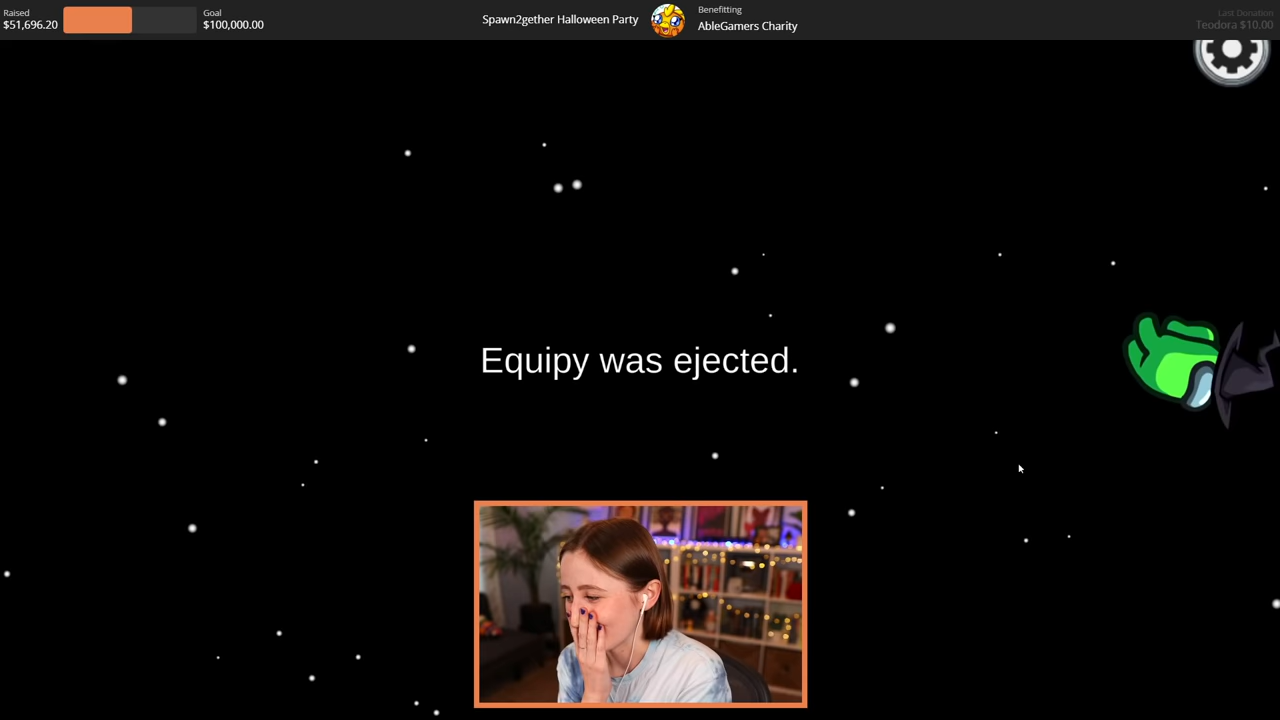 Raised
$51,696.20
Goal
$100,000.00
Spawn2gether Halloween Party
Benefitting
AbleGamers Charity
Last Donation
Teodora $10.00
Equipy was ejected.